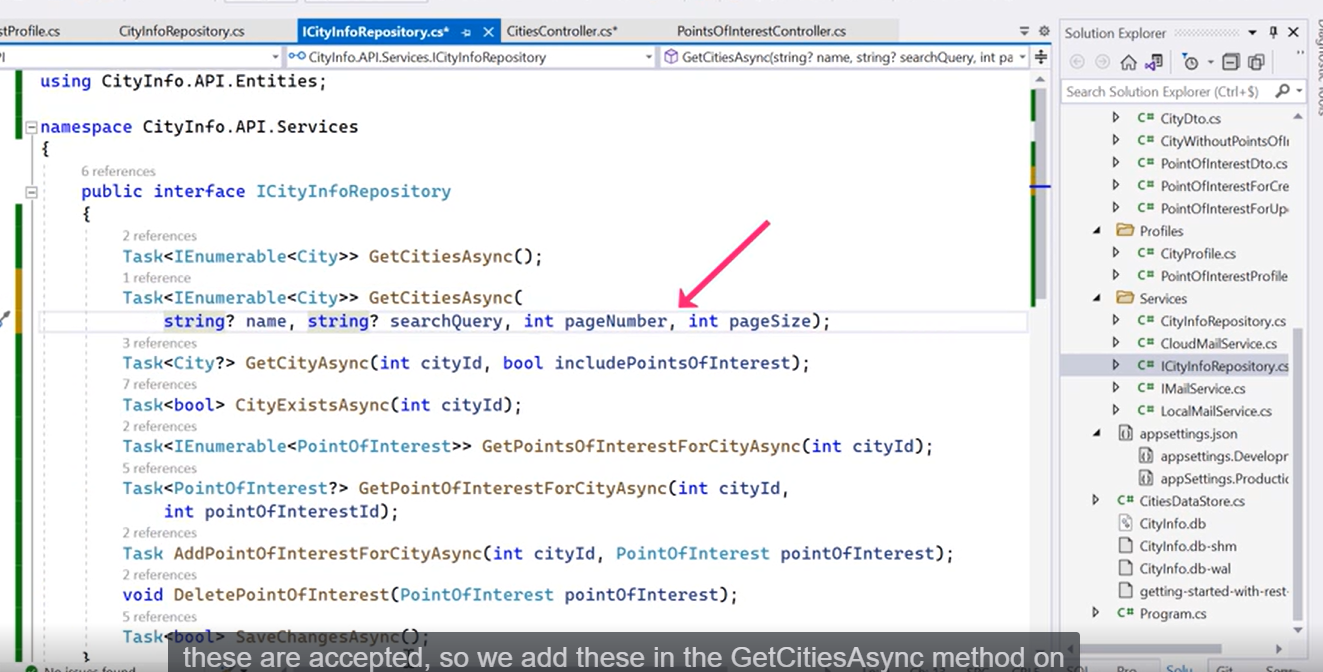 stProfile.cs CityInfoRepository.cs ICityInfoRepository.cs* CitiesController.cs* PointsOfInterestController.cs
CityInfo.API.Services.ICityInfoRepository GetCitiesAsync(string? name, string? searchQuery, int pa
using CityInfo.API.Entities;
namespace CityInfo.API.Services
{
6 references
public interface ICityInfoRepository
{
2 references
Task<IEnumerable<City>> GetCitiesAsync();
1 reference
Task<IEnumerable<City>> GetCitiesAsync(
string? name, string? searchQuery, int pageNumber, int pageSize);
3 references
Task<City?> GetCityAsync(int cityId, bool includePointsOfInterest);
7 references
Task<bool> CityExistsAsync(int cityId);
2 references
Task<IEnumerable<PointOfInterest>> GetPointsOfInterestForCityAsync(int cityId);
5 references
Task<PointOfInterest?> GetPointOfInterestForCityAsync(int cityId,
int pointOfInterestId);
2 references
Task AddPointOfInterestForCityAsync(int cityId, PointOfInterest pointOfInterest);
2 references
void DeletePointOfInterest(PointOfInterest pointOfInterest);
5 references
Task<bool> SaveChangesAsync();
}
No issues found
these are accepted, so we add these in the GetCitiesAsync method on
Solution Explorer
Search Solution Explorer (Ctrl+$)
C# CityDto.cs
C# CityWithoutPointsOfI
C# PointOfInterestDto.cs
C# PointOfInterestForCre
C# PointOfInterestForUp
Profiles
C# CityProfile.cs
C# PointOfInterestProfile
Services
C# CityInfoRepository.cs
C# CloudMailService.cs
C# ICityInfoRepository.cs
C# IMailService.cs
C# LocalMailService.cs
appsettings.json
appsettings.Developr
appSettings.Productic
C# CitiesDataStore.cs
CityInfo.db
CityInfo.db-shm
CityInfo.db-wal
getting-started-with-rest-
C# Program.cs